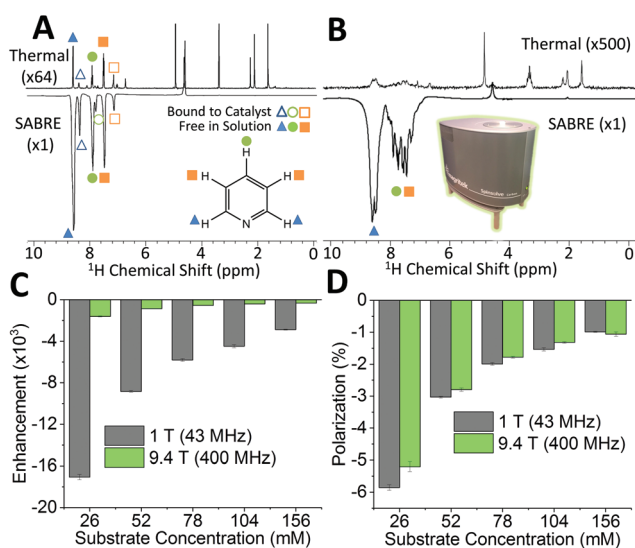 A
Thermal
(x64)
SABRE
(x1)
Bound to Catalyst
Free in Solution
H
H
H
H
H
N
10
8
6
4
2
0
¹H Chemical Shift (ppm)
B
Thermal (x500)
SABRE (x1)
10
8
6
4
2
0
¹H Chemical Shift (ppm)
C
Enhancement (x10³)
0
-4
-8
-12
-16
-20
1 T (43 MHz)
9.4 T (400 MHz)
26 52 78 104 156
Substrate Concentration (mM)
D
Polarization (%)
0
-1
-2
-3
-4
-5
-6
1 T (43 MHz)
9.4 T (400 MHz)
26 52 78 104 156
Substrate Concentration (mM)